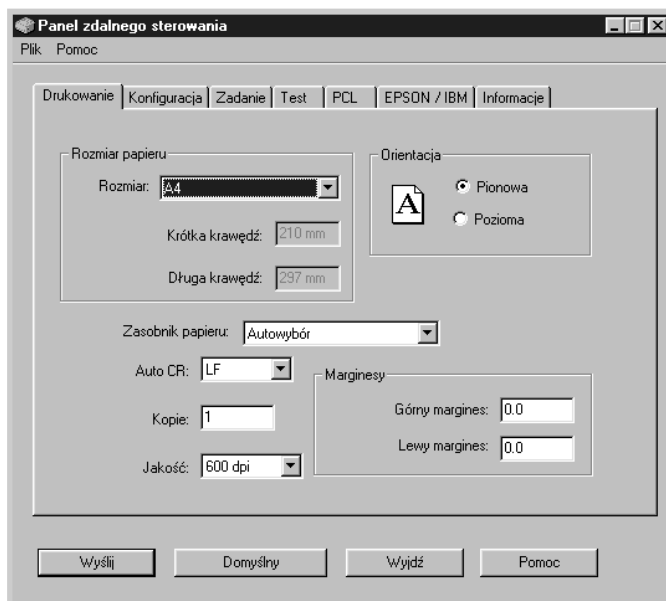 Panel zdalnego sterowania
Plik Pomoc
Drukowanie Konfiguracja Zadanie Test PCL EPSON / IBM Informacje
Rozmiar papieru
Rozmiar: A4
Krótka krawędź: 210 mm
Długa krawędź: 297 mm
Orientacja
A
Pionowa
Pozioma
Zasobnik papieru: Autowybór
Auto CR: LF
Kopie: 1
Jakość: 600 dpi
Marginesy
Górny margines: 0.0
Lewy margines: 0.0
Wyślij Domyślny Wyjdź Pomoc